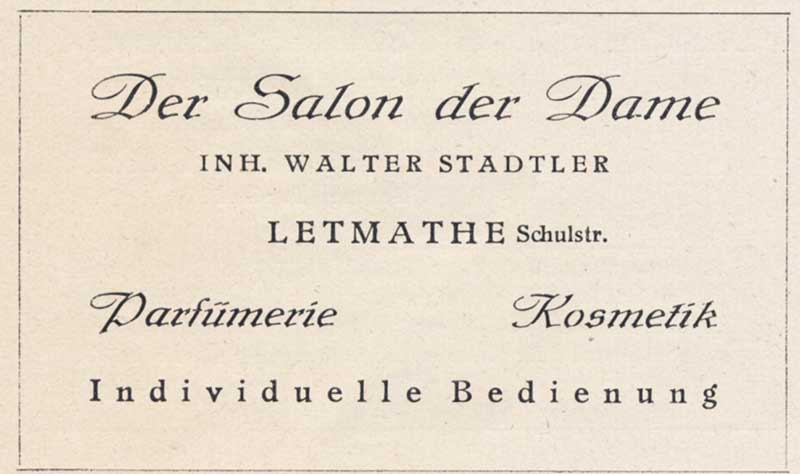 Der Salon der Dame
INH. WALTER STADTLER
LETMATHE Schulstr.
Parfümerie Kosmetik
Individuelle Bedienung